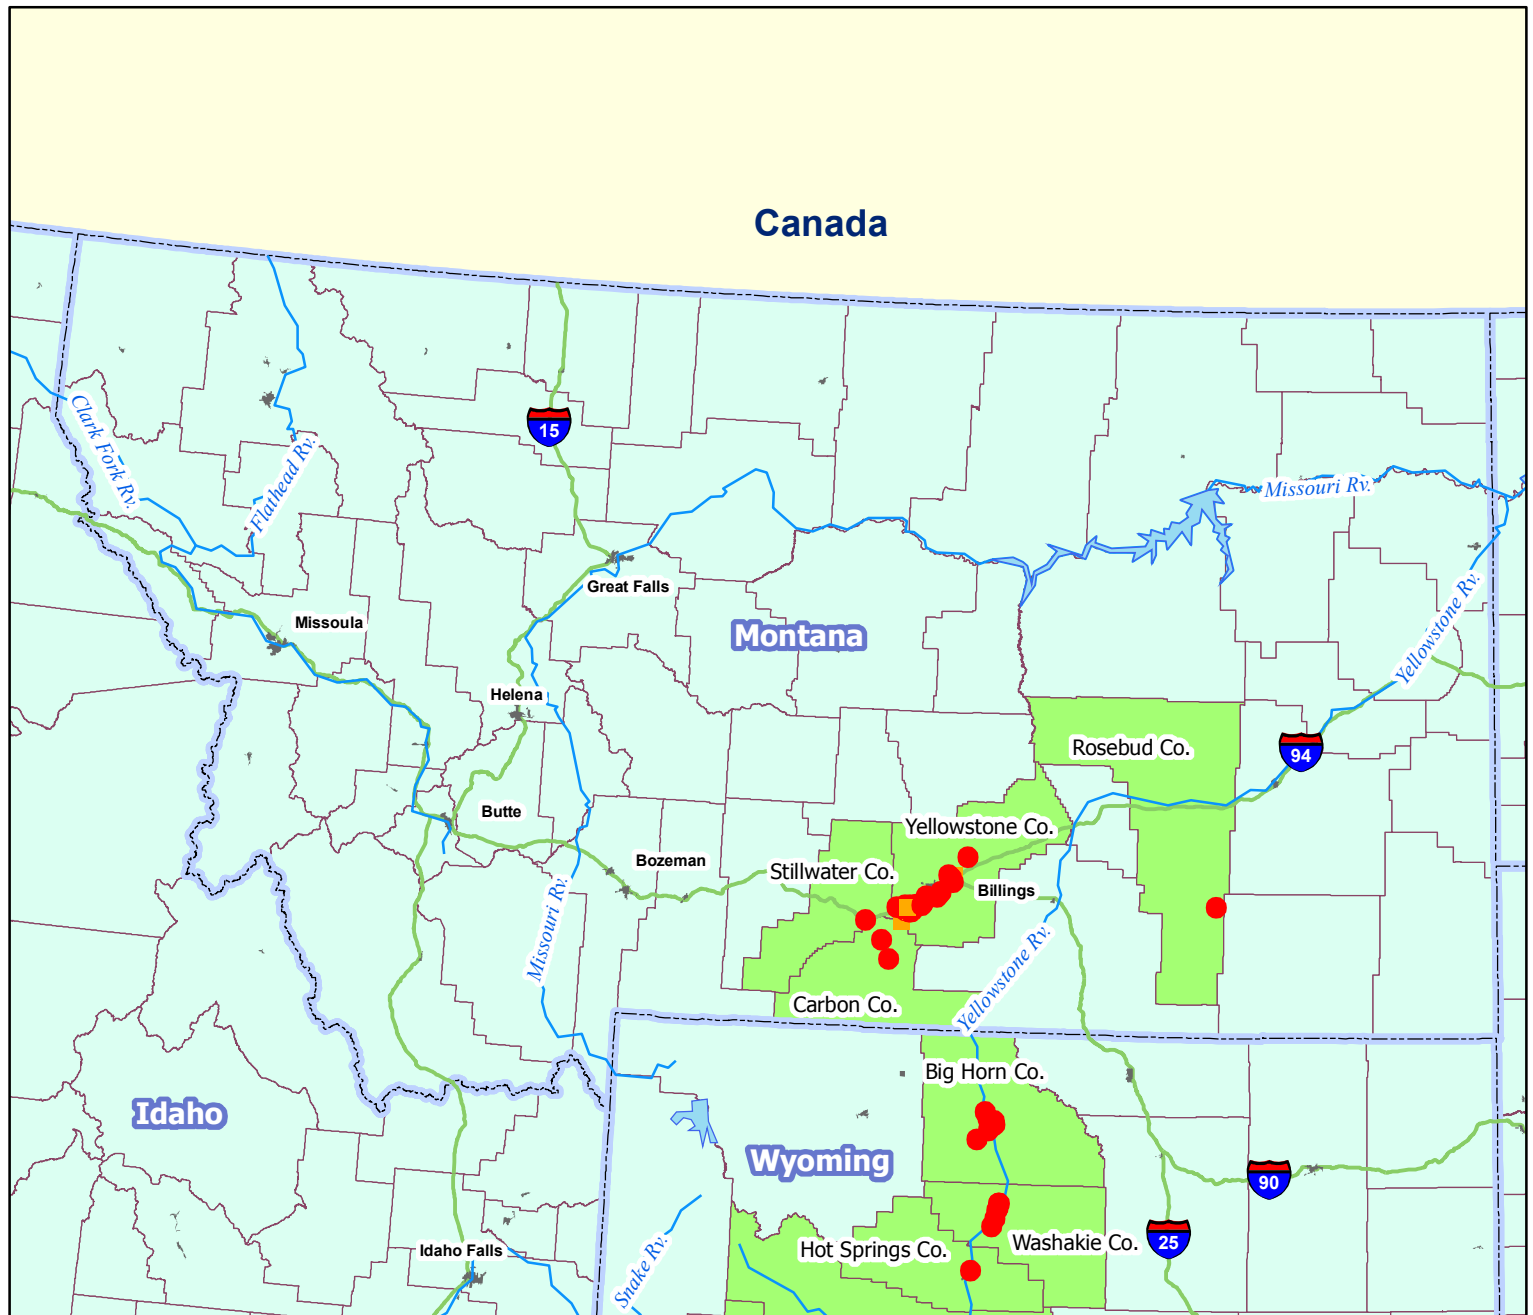 Canada
15
Clark Fork Rv.
Flathead Rv.
Missouri Rv.
Great Falls
Missoula
Montana
Yellowstone Rv.
Helena
Rosebud Co.
94
Butte
Yellowstone Co.
Bozeman
Stillwater Co.
Billings
Missouri Rv.
Yellowstone Rv.
Carbon Co.
Big Horn Co.
Idaho
Wyoming
90
Idaho Falls
Snake Rv.
Hot Springs Co.
Washakie Co.
25